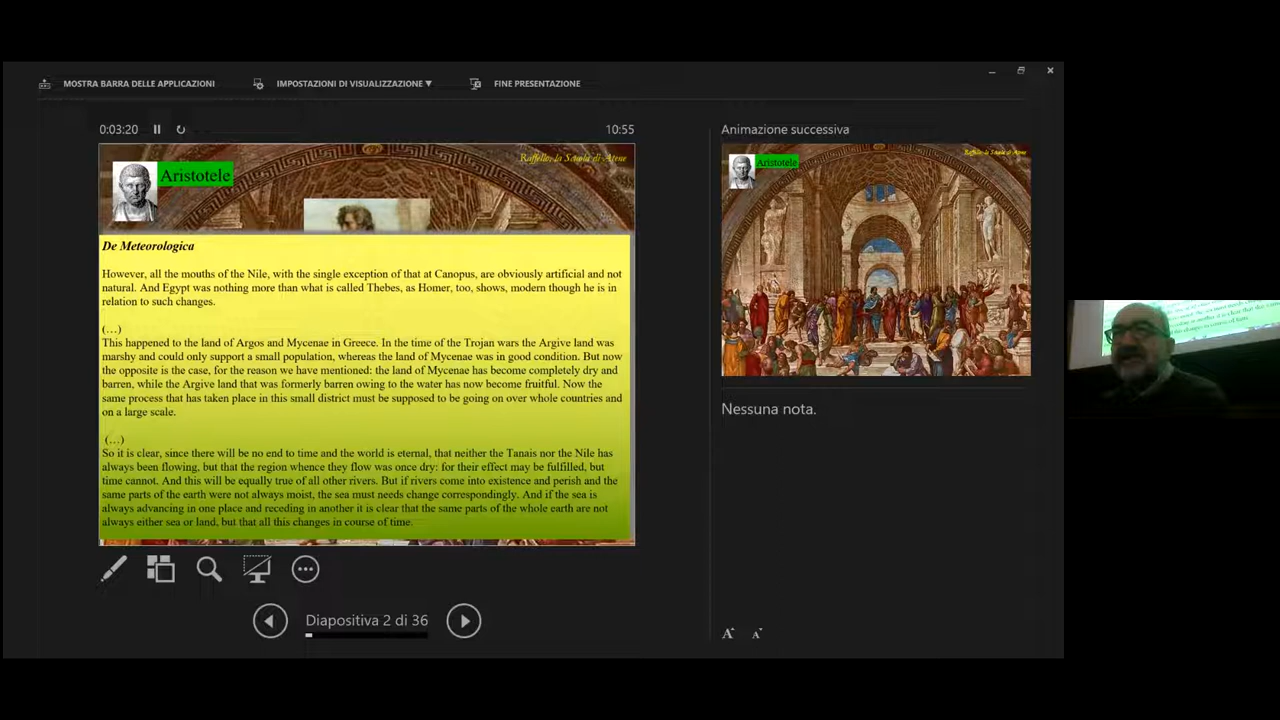 MOSTRA BARRA DELLE APPLICAZIONI
IMPOSTAZIONI DI VISUALIZZAZIONE ▼
FINE PRESENTAZIONE
0:03:20
10:55
Raffello, la Scuola di Atene
Aristotele
De Meteorologica
However, all the mouths of the Nile, with the single exception of that at Canopus, are obviously artificial and not
natural. And Egypt was nothing more than what is called Thebes, as Homer, too, shows, modern though he is in
relation to such changes.
(…)
This happened to the land of Argos and Mycenae in Greece. In the time of the Trojan wars the Argive land was
marshy and could only support a small population, whereas the land of Mycenae was in good condition. But now
the opposite is the case, for the reason we have mentioned: the land of Mycenae has become completely dry and
barren, while the Argive land that was formerly barren owing to the water has now become fruitful. Now the
same process that has taken place in this small district must be supposed to be going on over whole countries and
on a large scale.
(…)
So it is clear, since there will be no end to time and the world is eternal, that neither the Tanais nor the Nile has
always been flowing, but that the region whence they flow was once dry: for their effect may be fulfilled, but
time cannot. And this will be equally true of all other rivers. But if rivers come into existence and perish and the
same parts of the earth were not always moist, the sea must needs change correspondingly. And if the sea is
always advancing in one place and receding in another it is clear that the same parts of the whole earth are not
always either sea or land, but that all this changes in course of time.
Diapositiva 2 di 36
Animazione successiva
Aristotele
Nessuna nota.
A
A